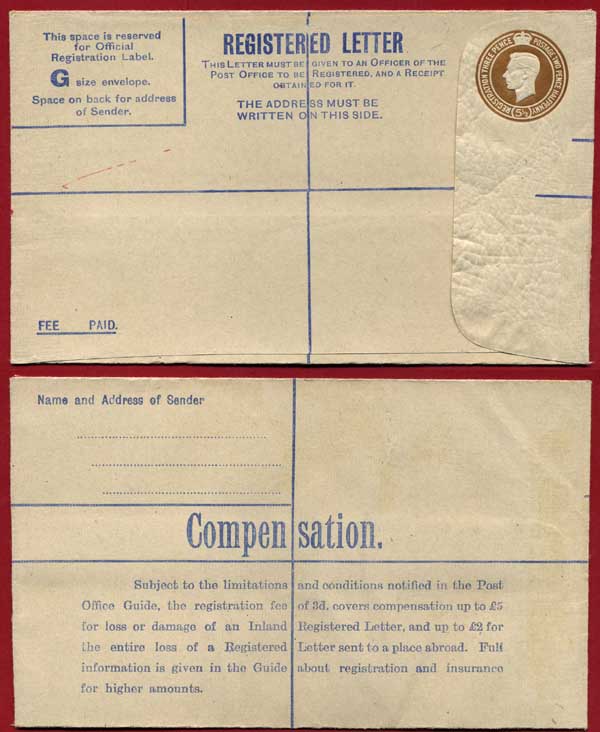 This space is reserved
for Official
Registration Label.
G size envelope.
Space on back for address
of Sender.
REGISTERED LETTER
THIS LETTER MUST BE GIVEN TO AN OFFICER OF THE
POST OFFICE TO BE REGISTERED, AND A RECEIPT
OBTAINED FOR IT.
THE ADDRESS MUST BE
WRITTEN ON THIS SIDE.
REGISTRATION THREE PENCE POSTAGE TWO PENCE HALFPENNY
5½
FEE PAID.
Name and Address of Sender
Compensation.
Subject to the limitations and conditions notified in the Post
Office Guide, the registration fee of 3d. covers compensation up to £5
for loss or damage of an Inland Registered Letter, and up to £2 for
the entire loss of a Registered Letter sent to a place abroad. Full
information is given in the Guide about registration and insurance
for higher amounts.